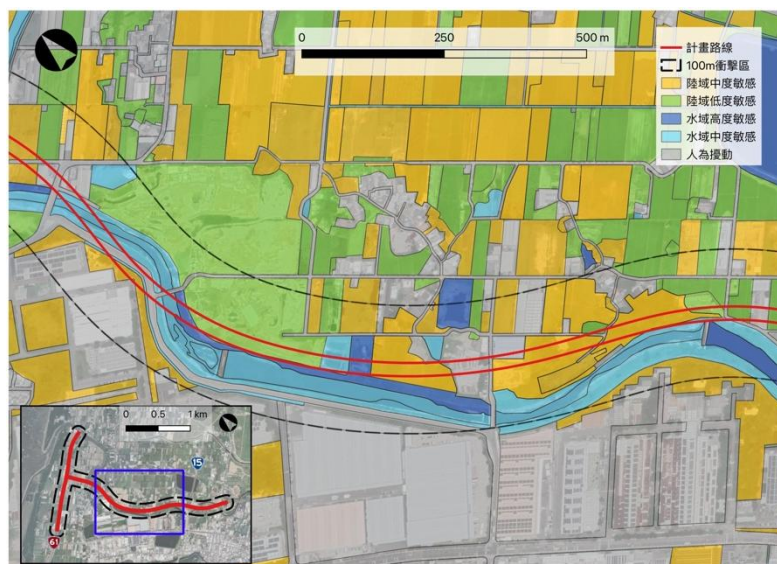 0 250 500 m
計畫路線
100m衝擊區
陸域中度敏感
陸域低度敏感
水域高度敏感
水域中度敏感
人為擾動
0 0.5 1 km
15
61